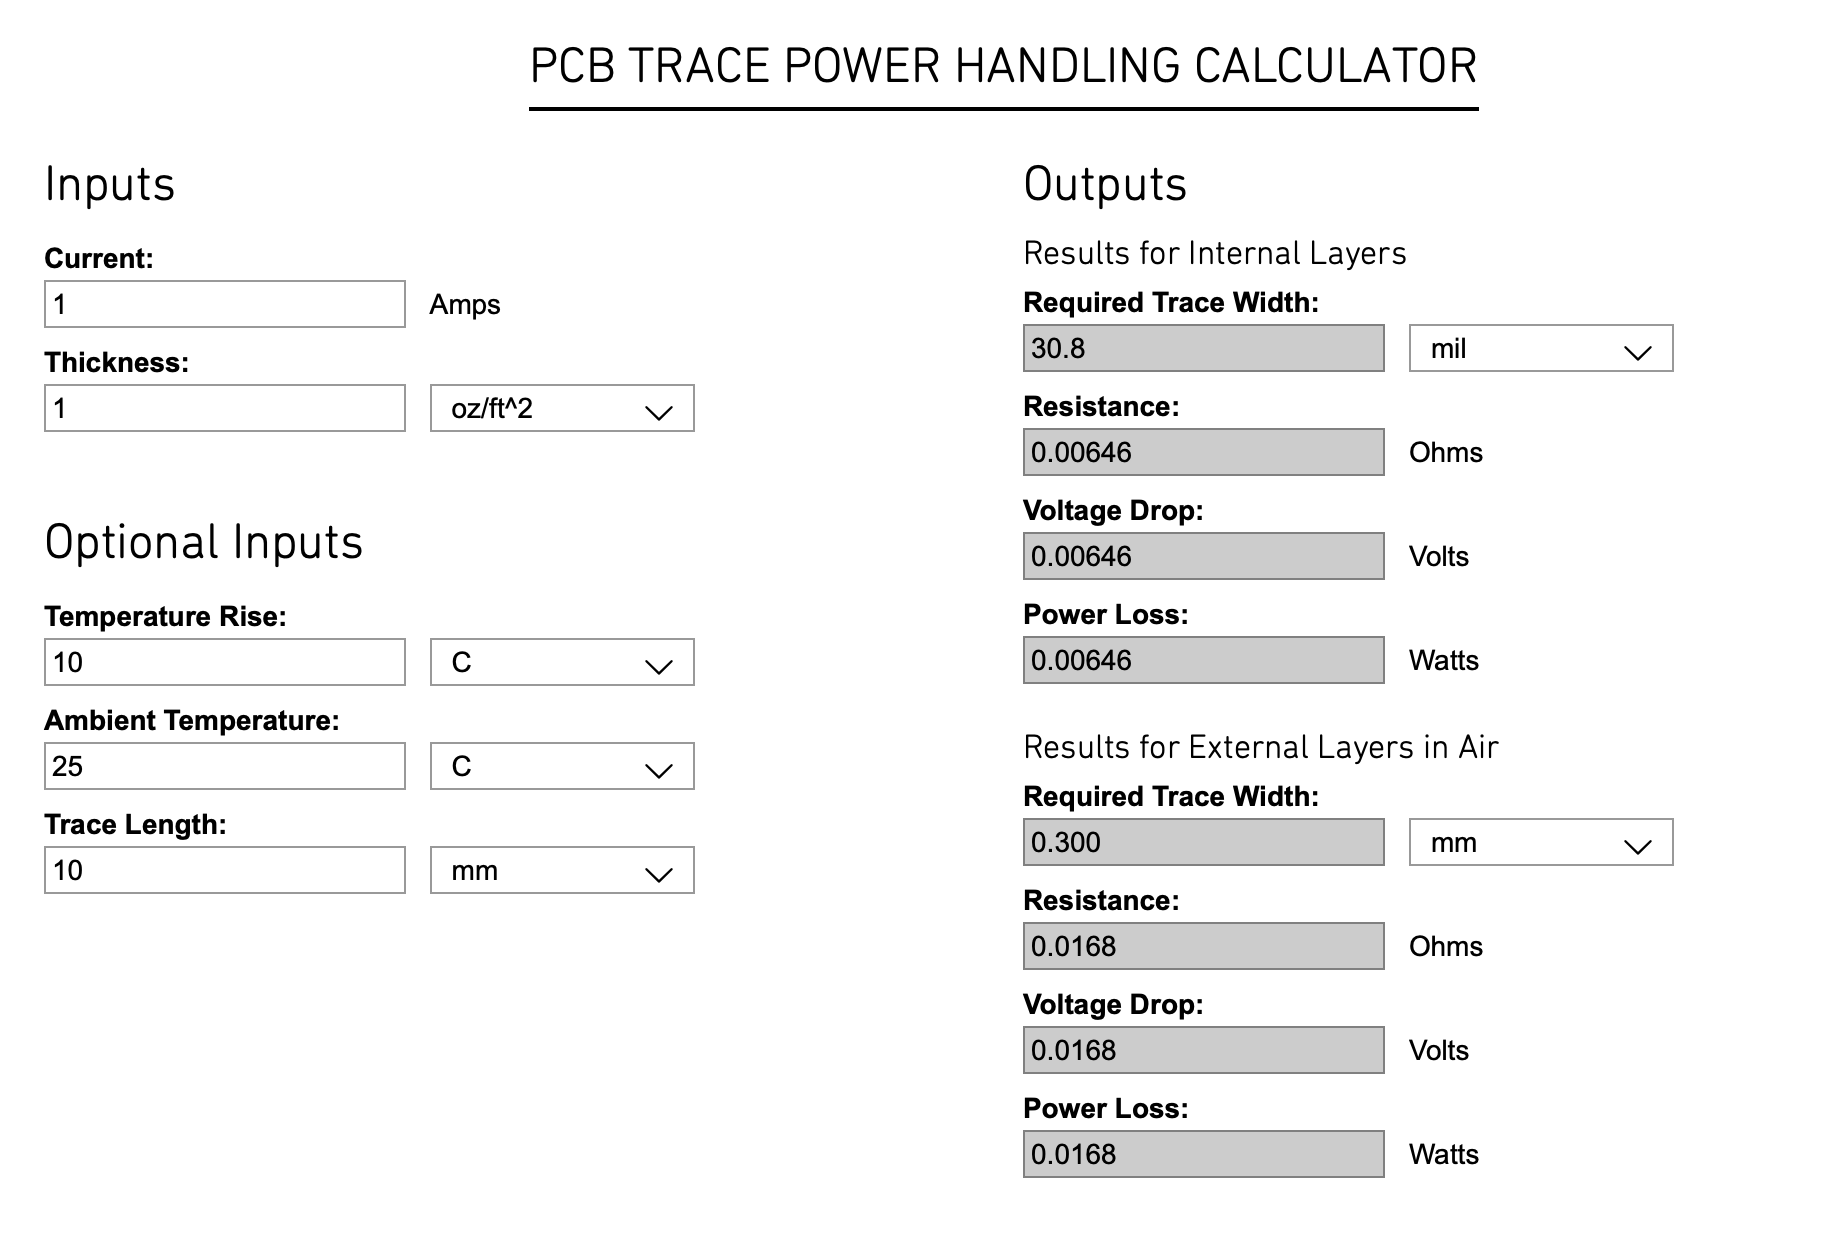 PCB TRACE POWER HANDLING CALCULATOR
Inputs
Current:
1 Amps
Thickness:
1 oz/ft^2
Optional Inputs
Temperature Rise:
10 C
Ambient Temperature:
25 C
Trace Length:
10 mm
Outputs
Results for Internal Layers
Required Trace Width:
30.8 mil
Resistance:
0.00646 Ohms
Voltage Drop:
0.00646 Volts
Power Loss:
0.00646 Watts
Results for External Layers in Air
Required Trace Width:
0.300 mm
Resistance:
0.0168 Ohms
Voltage Drop:
0.0168 Volts
Power Loss:
0.0168 Watts